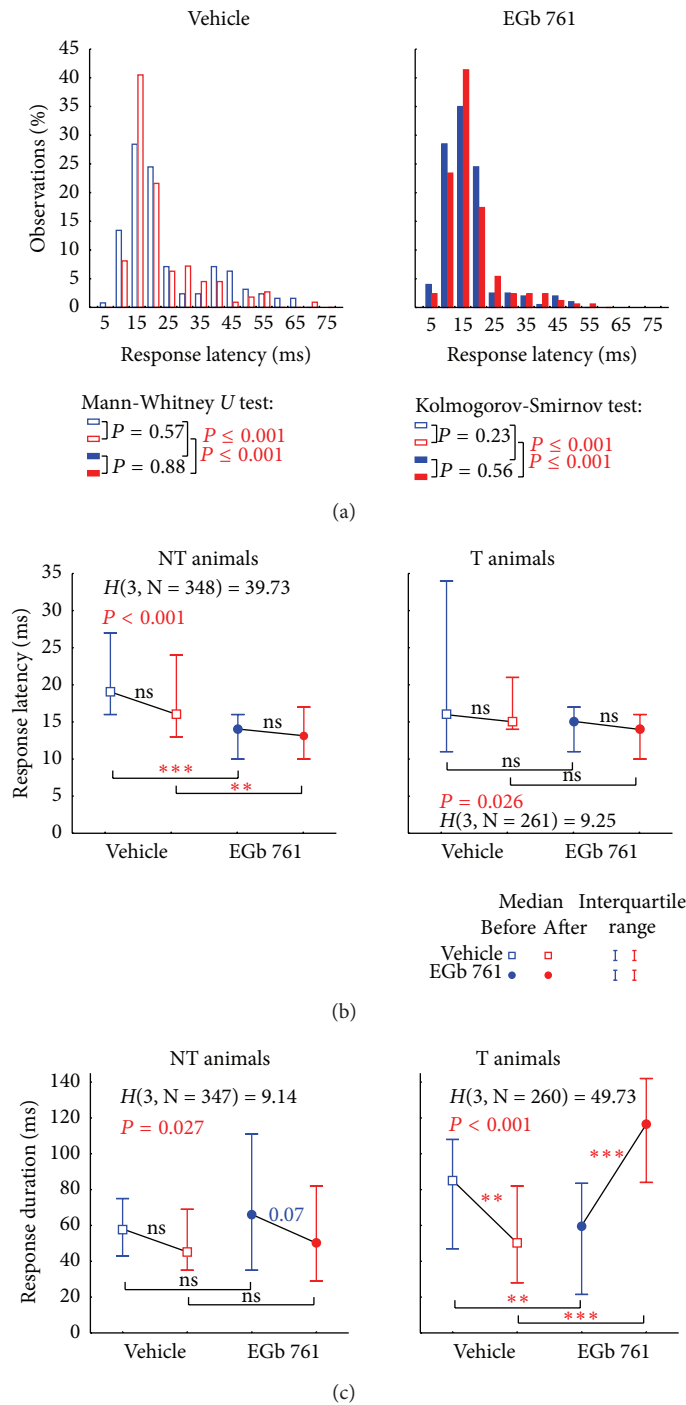 Vehicle
EGb 761
Observations (%)
45
40
35
30
25
20
15
10
5
0
5 15 25 35 45 55 65 75
5 15 25 35 45 55 65 75
Response latency (ms)
Response latency (ms)
Mann-Whitney U test:
P = 0.57
P = 0.88
P ≤ 0.001
P ≤ 0.001
Kolmogorov-Smirnov test:
P = 0.23
P = 0.56
P ≤ 0.001
P ≤ 0.001
(a)
NT animals
T animals
Response latency (ms)
35
30
25
20
15
10
5
0
H(3, N = 348) = 39.73
P < 0.001
ns
ns
***
**
Vehicle
EGb 761
ns
ns
ns
ns
P = 0.026
H(3, N = 261) = 9.25
Vehicle
EGb 761
Median
Interquartile
Before After
range
Vehicle
EGb 761
(b)
NT animals
T animals
Response duration (ms)
140
120
100
80
60
40
20
0
H(3, N = 347) = 9.14
P = 0.027
ns
0.07
ns
ns
Vehicle
EGb 761
H(3, N = 260) = 49.73
P < 0.001
**
***
**
***
Vehicle
EGb 761
(c)